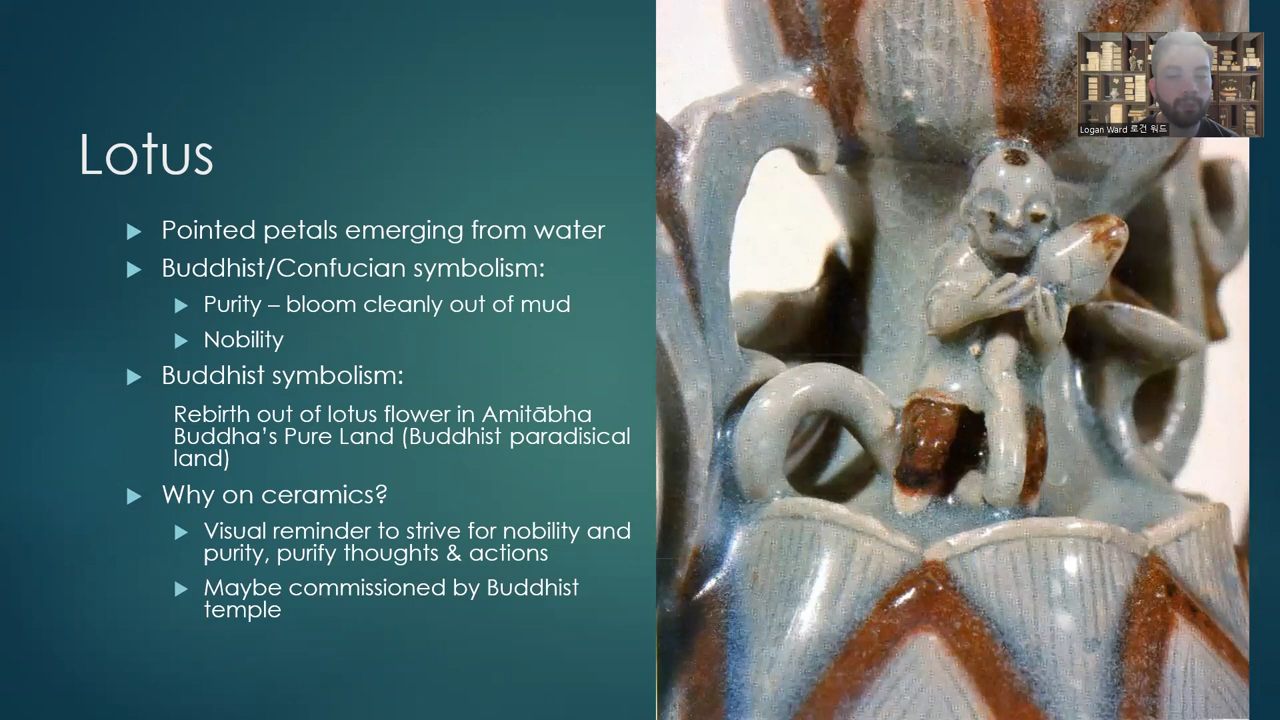 Lotus
Pointed petals emerging from water
Buddhist/Confucian symbolism:
Purity – bloom cleanly out of mud
Nobility
Buddhist symbolism:
Rebirth out of lotus flower in Amitābha
Buddha's Pure Land (Buddhist paradisical
land)
Why on ceramics?
Visual reminder to strive for nobility and
purity, purify thoughts & actions
Maybe commissioned by Buddhist
temple
Logan Ward 로건 워드